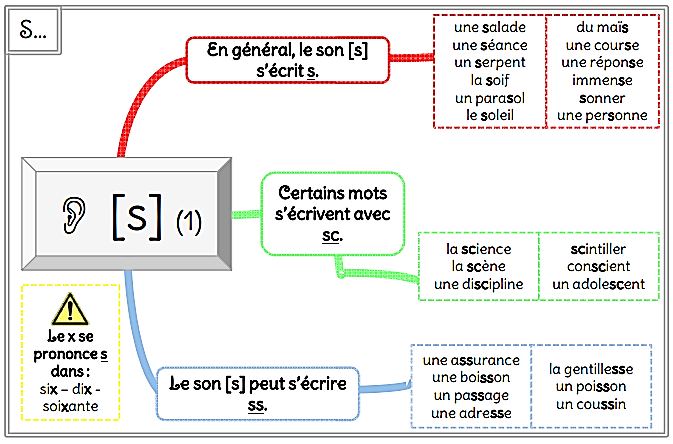 S...
En général, le son [s]
s'écrit s.
une salade
une séance
un serpent
la soif
un parasol
le soleil
du maïs
une course
une réponse
immense
sonner
une personne
[s] (1)
Certains mots
s'écrivent avec
sc.
la science
la scène
une discipline
scintiller
conscient
un adolescent
Le x se
prononce s
dans :
six – dix -
soixante
Le son [s] peut s'écrire
ss.
une assurance
une boisson
un passage
une adresse
la gentillesse
un poisson
un coussin